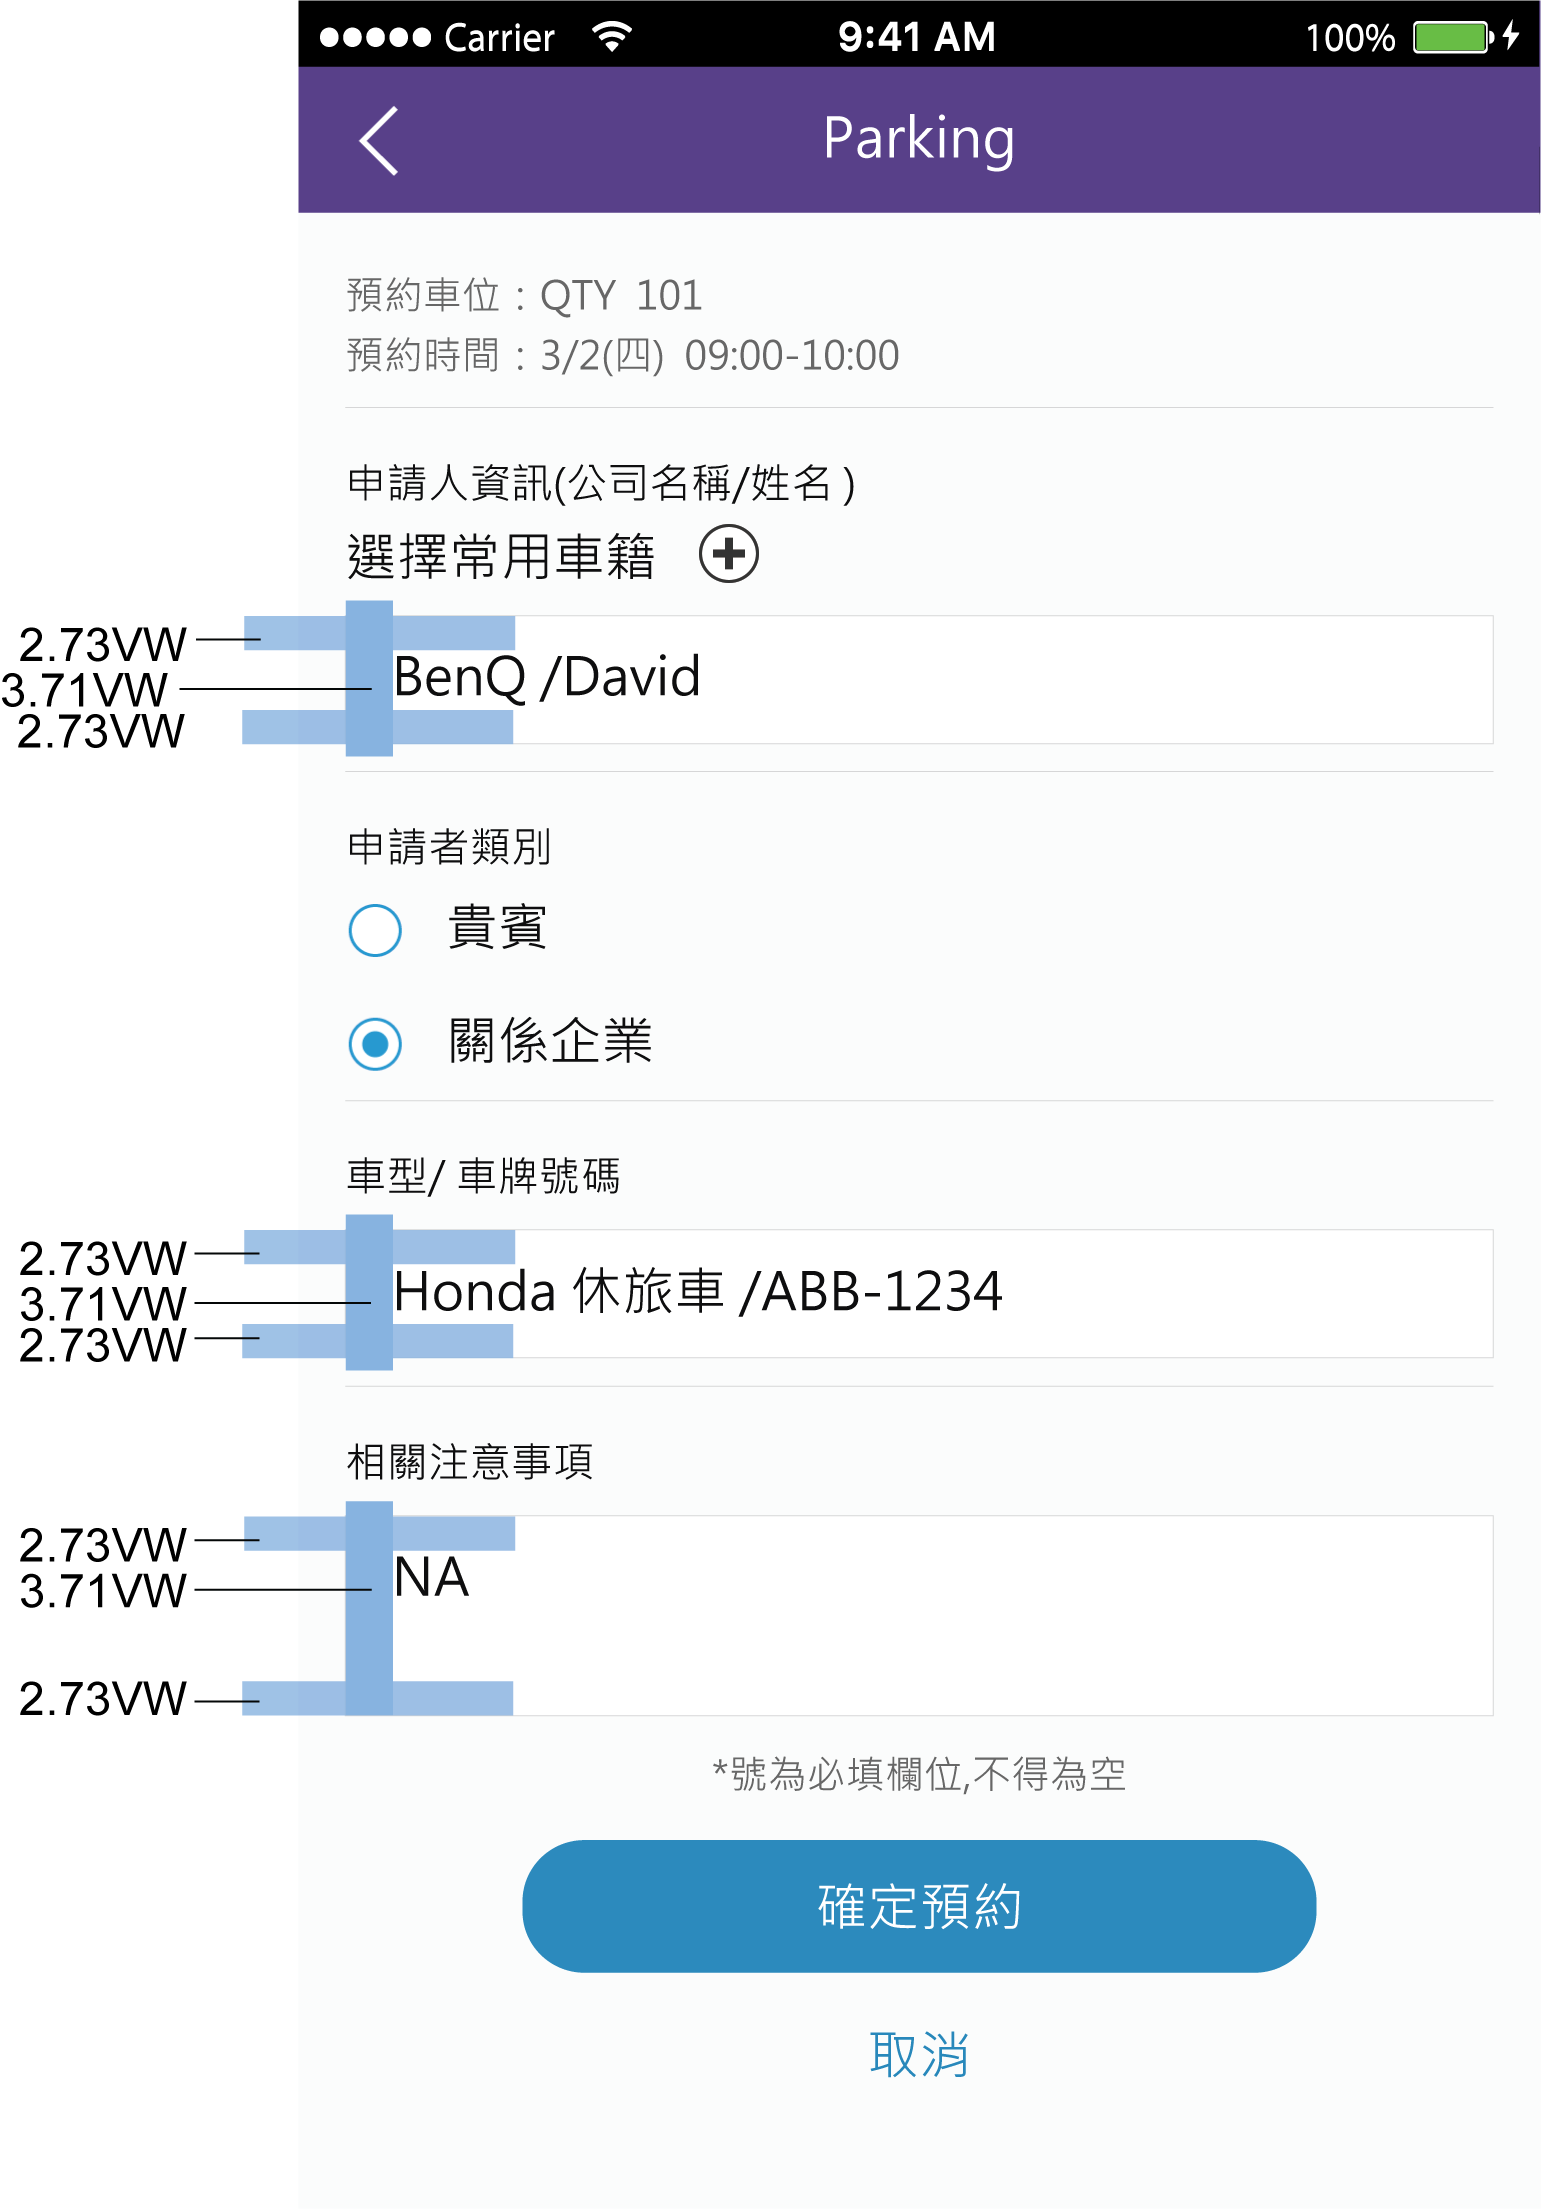 Carrier 9:41 AM 100%
Parking
預約車位 : QTY 101
預約時間 : 3/2(四) 09:00-10:00
申請人資訊(公司名稱/姓名 )
選擇常用車籍
2.73VW
3.71VW
BenQ /David
2.73VW
申請者類別
貴賓
關係企業
車型/ 車牌號碼
2.73VW
3.71VW
Honda 休旅車 /ABB-1234
2.73VW
相關注意事項
2.73VW
3.71VW
NA
2.73VW
*號為必填欄位,不得為空
確定預約
取消